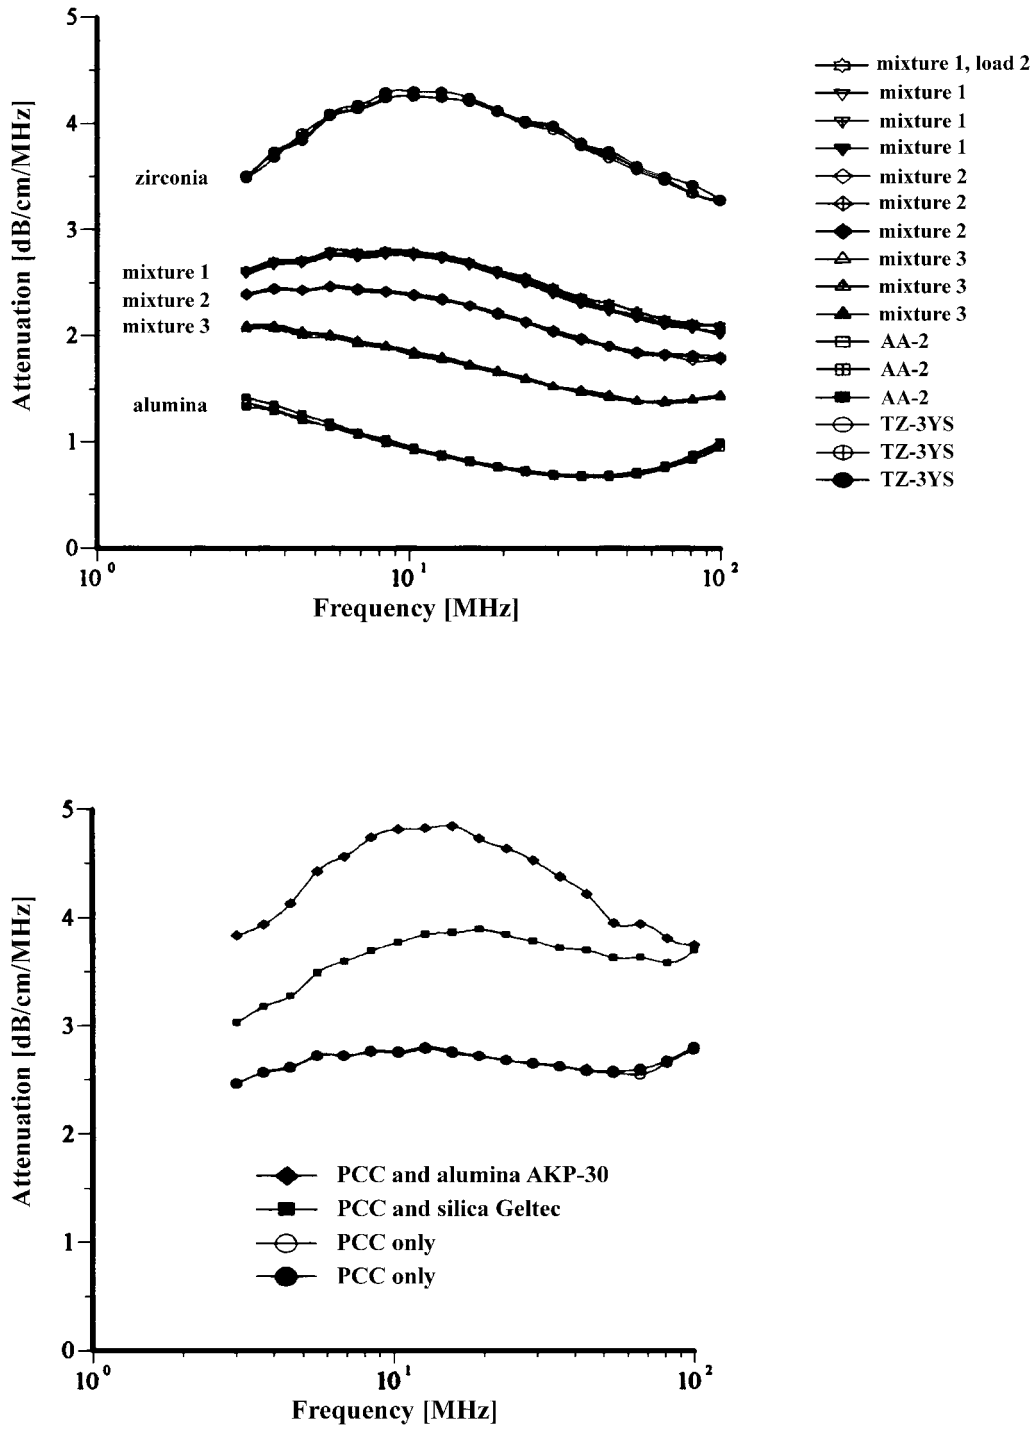 5
4
3
2
1
0
Attenuation [dB/cm/MHz]
zirconia
mixture 1
mixture 2
mixture 3
alumina
10⁰
10¹
10²
Frequency [MHz]
mixture 1, load 2
mixture 1
mixture 1
mixture 1
mixture 2
mixture 2
mixture 2
mixture 3
mixture 3
mixture 3
AA-2
AA-2
AA-2
TZ-3YS
TZ-3YS
TZ-3YS
5
4
3
2
1
0
Attenuation [dB/cm/MHz]
PCC and alumina AKP-30
PCC and silica Geltec
PCC only
PCC only
10⁰
10¹
10²
Frequency [MHz]